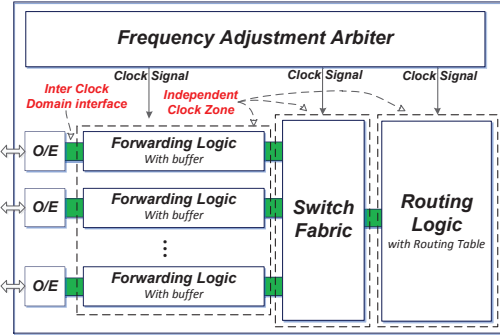 Frequency Adjustment Arbiter
Clock Signal
Clock Signal
Clock Signal
Inter Clock
Domain interface
Independent
Clock Zone
O/E
Forwarding Logic
With buffer
O/E
Forwarding Logic
With buffer
⋮
O/E
Forwarding Logic
With buffer
Switch
Fabric
Routing
Logic
with Routing Table